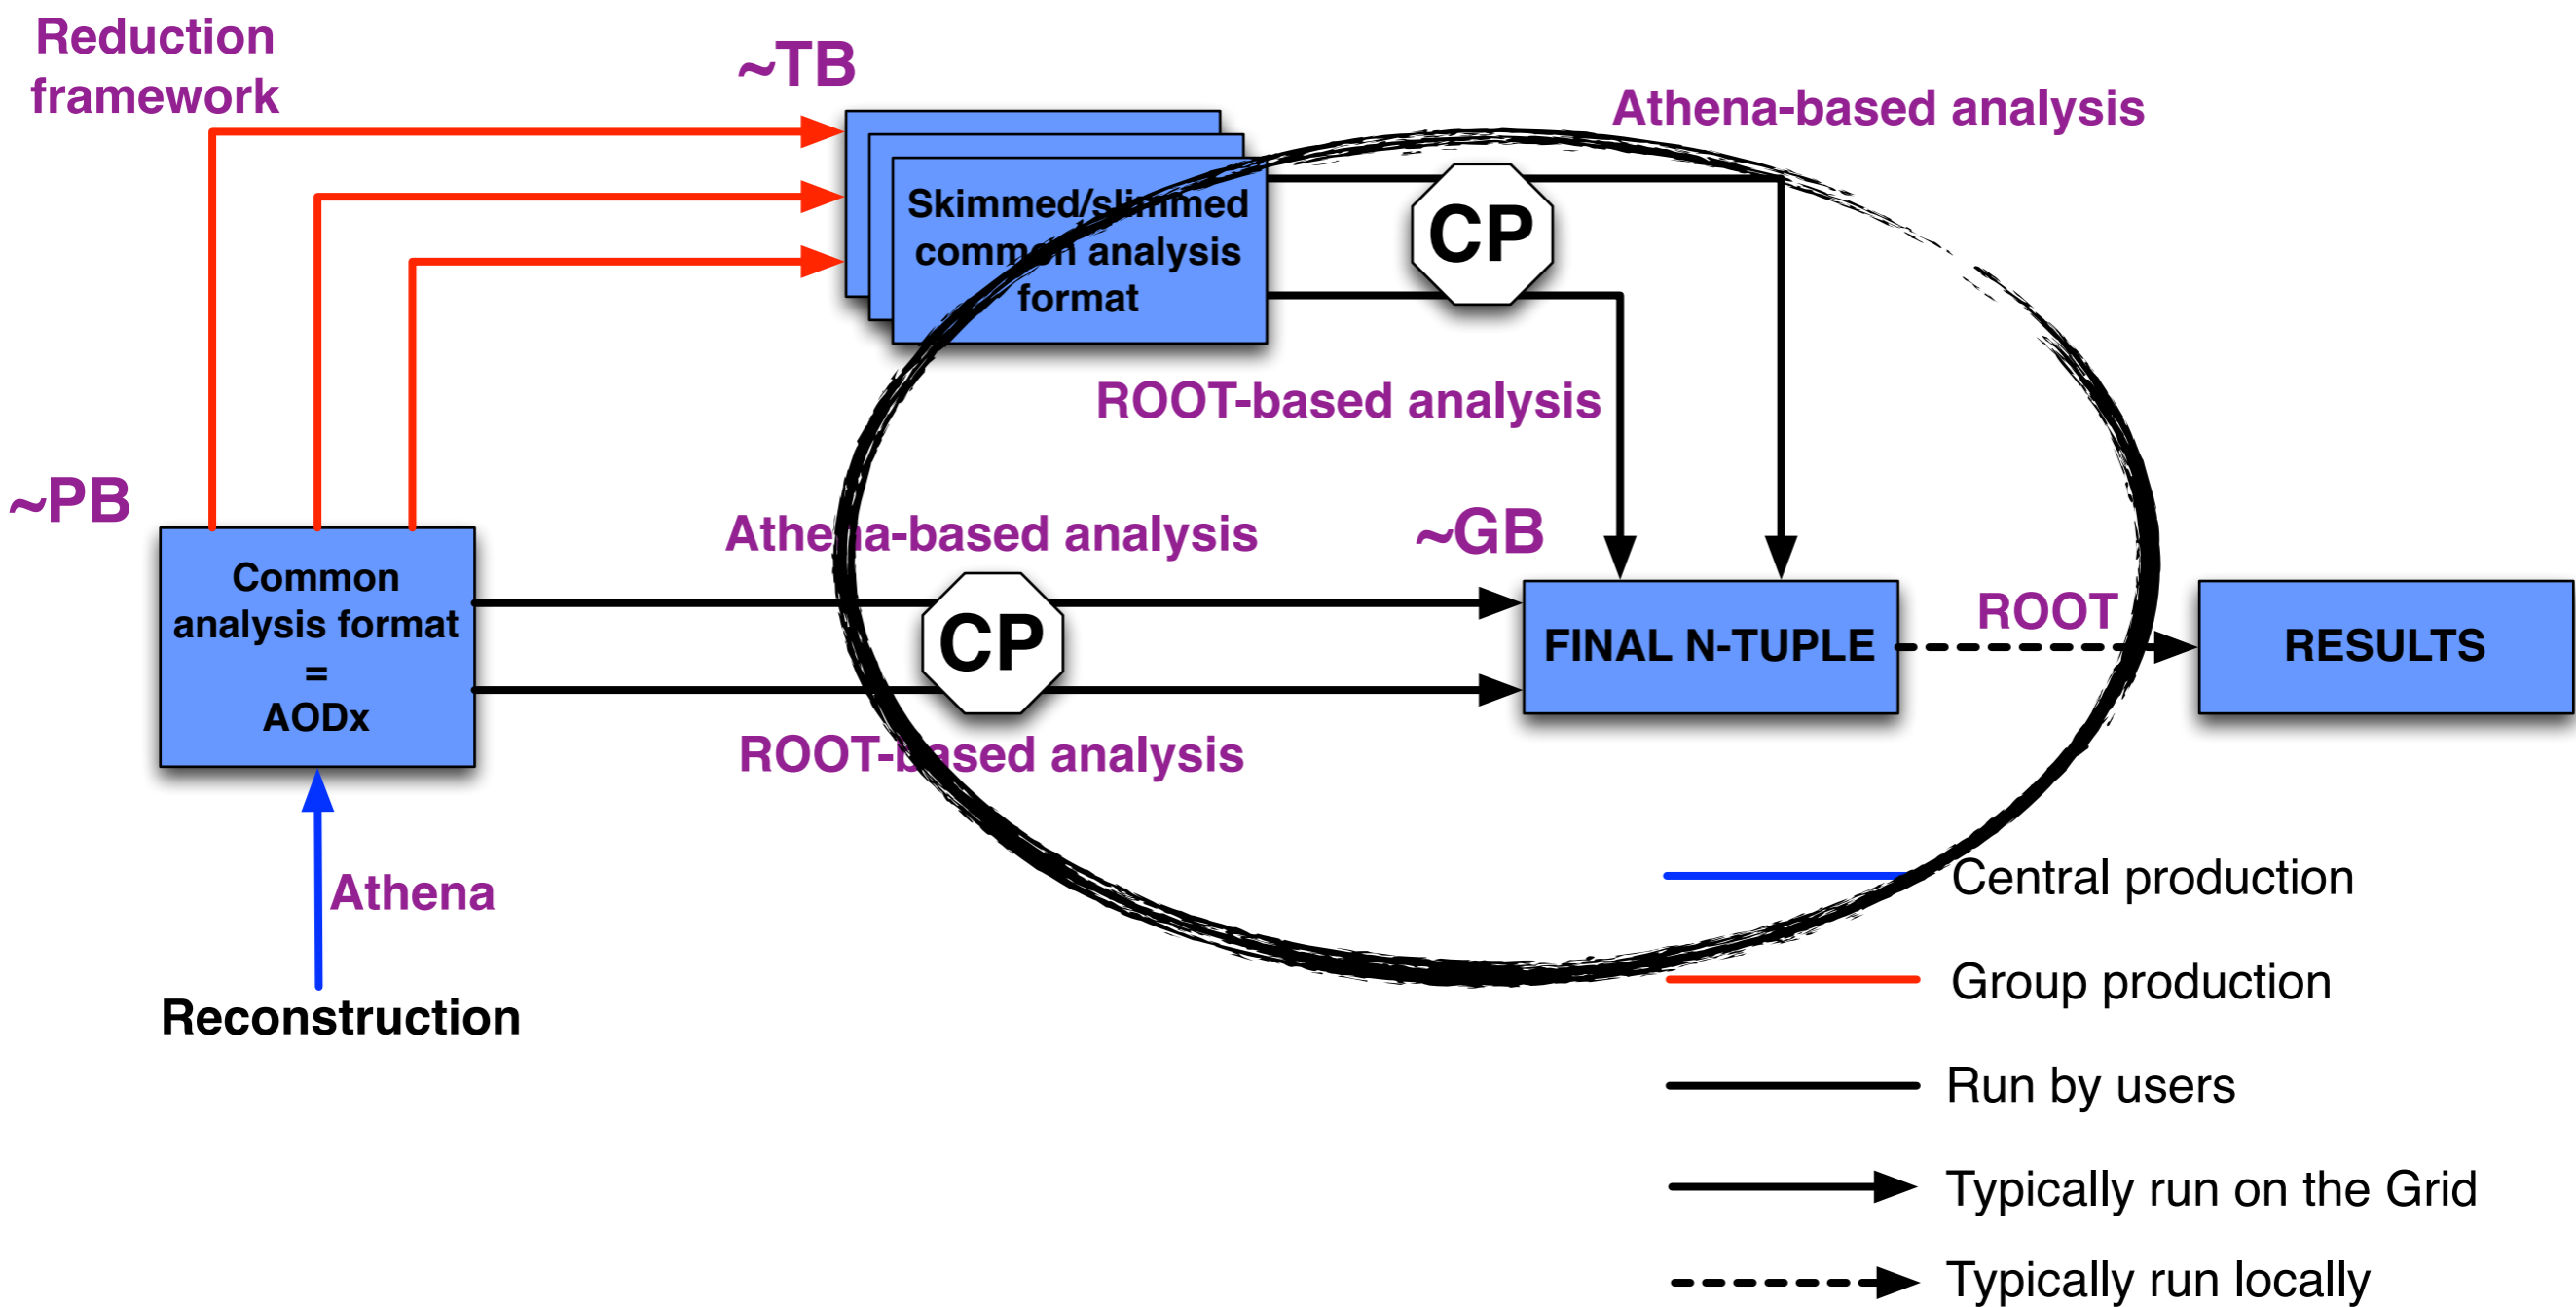 Reduction
framework
~TB
Athena-based analysis
Skimmed/slimmed
common analysis
format
CP
ROOT-based analysis
~PB
Athena-based analysis
~GB
Common
analysis format
=
AODx
CP
FINAL N-TUPLE
ROOT
RESULTS
ROOT-based analysis
Athena
Reconstruction
Central production
Group production
Run by users
Typically run on the Grid
Typically run locally